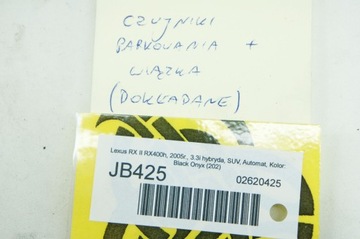 CZUJNIKI
PARKOWANIA +
WIĄZKA
(DOKŁADANE)
Lexus RX II RX400h, 2005r., 3.3i hybryda, SUV, Automat, Kolor:
Black Onyx (202)
JB425
02620425